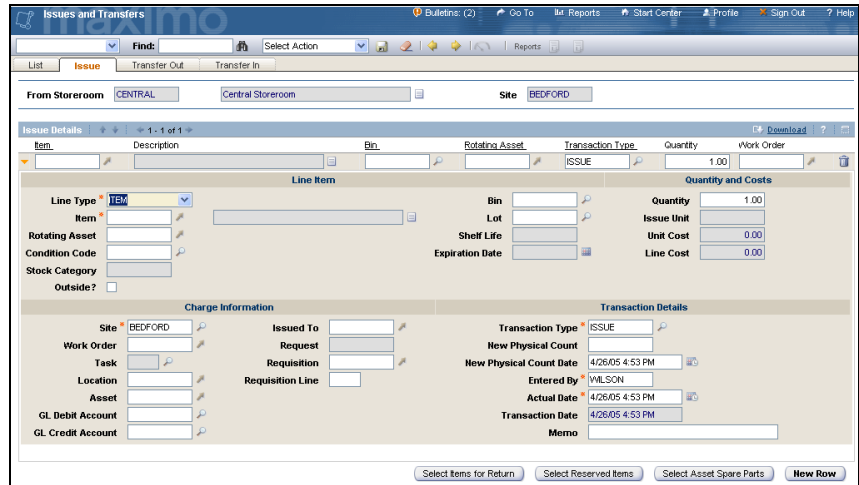 Issues and Transfers
maximo
Bulletins: (2) Go To Reports Start Center Profile Sign Out ? Help
Find: Select Action Reports
List Issue Transfer Out Transfer In
From Storeroom CENTRAL Central Storeroom Site BEDFORD
Issue Details 1 - 1 of 1 Download ?
Item Description Bin Rotating Asset Transaction Type Quantity Work Order
ISSUE 1.00
Line Item Quantity and Costs
Line Type * ITEM Bin Quantity 1.00
Item * Lot Issue Unit
Rotating Asset Shelf Life Unit Cost 0.00
Condition Code Expiration Date Line Cost 0.00
Stock Category
Outside?
Charge Information Transaction Details
Site * BEDFORD Issued To Transaction Type * ISSUE
Work Order Request New Physical Count
Task Requisition New Physical Count Date 4/26/05 4:53 PM
Location Requisition Line Entered By * WILSON
Asset Actual Date * 4/26/05 4:53 PM
GL Debit Account Transaction Date 4/26/05 4:53 PM
GL Credit Account Memo
Select Items for Return Select Reserved Items Select Asset Spare Parts New Row